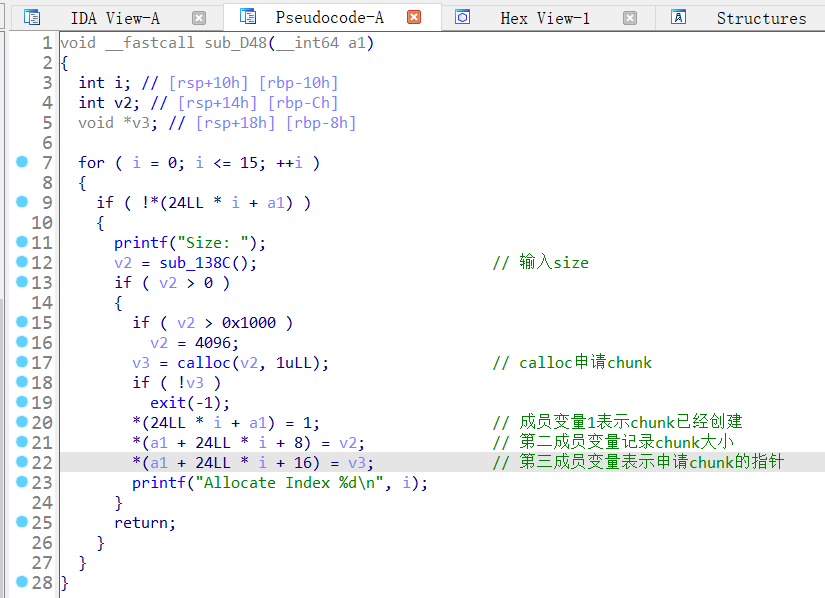 IDA View-A Pseudocode-A Hex View-1 Structures
1 void __fastcall sub_D48(__int64 a1)
2 {
3 int i; // [rsp+10h] [rbp-10h]
4 int v2; // [rsp+14h] [rbp-Ch]
5 void *v3; // [rsp+18h] [rbp-8h]
6
7 for ( i = 0; i <= 15; ++i )
8 {
9 if ( !*(24LL * i + a1) )
10 {
11 printf("Size: ");
12 v2 = sub_138C(); // 输入size
13 if ( v2 > 0 )
14 {
15 if ( v2 > 0x1000 )
16 v2 = 4096;
17 v3 = calloc(v2, 1uLL); // calloc申请chunk
18 if ( !v3 )
19 exit(-1);
20 *(24LL * i + a1) = 1; // 成员变量1表示chunk已经创建
21 *(a1 + 24LL * i + 8) = v2; // 第二成员变量记录chunk大小
22 *(a1 + 24LL * i + 16) = v3; // 第三成员变量表示申请chunk的指针
23 printf("Allocate Index %d\n", i);
24 }
25 return;
26 }
27 }
28 }